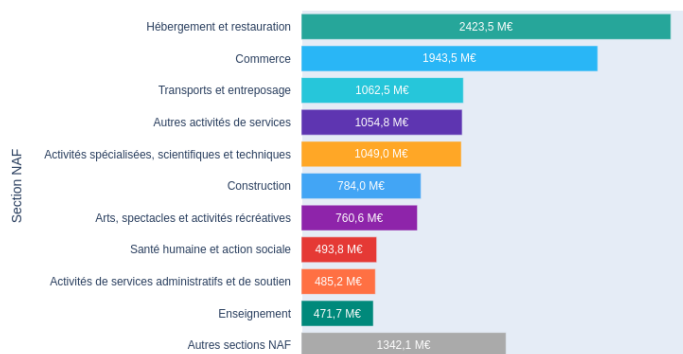 Section NAF
Hébergement et restauration 2423,5 M€
Commerce 1943,5 M€
Transports et entreposage 1062,5 M€
Autres activités de services 1054,8 M€
Activités spécialisées, scientifiques et techniques 1049,0 M€
Construction 784,0 M€
Arts, spectacles et activités récréatives 760,6 M€
Santé humaine et action sociale 493,8 M€
Activités de services administratifs et de soutien 485,2 M€
Enseignement 471,7 M€
Autres sections NAF 1342,1 M€